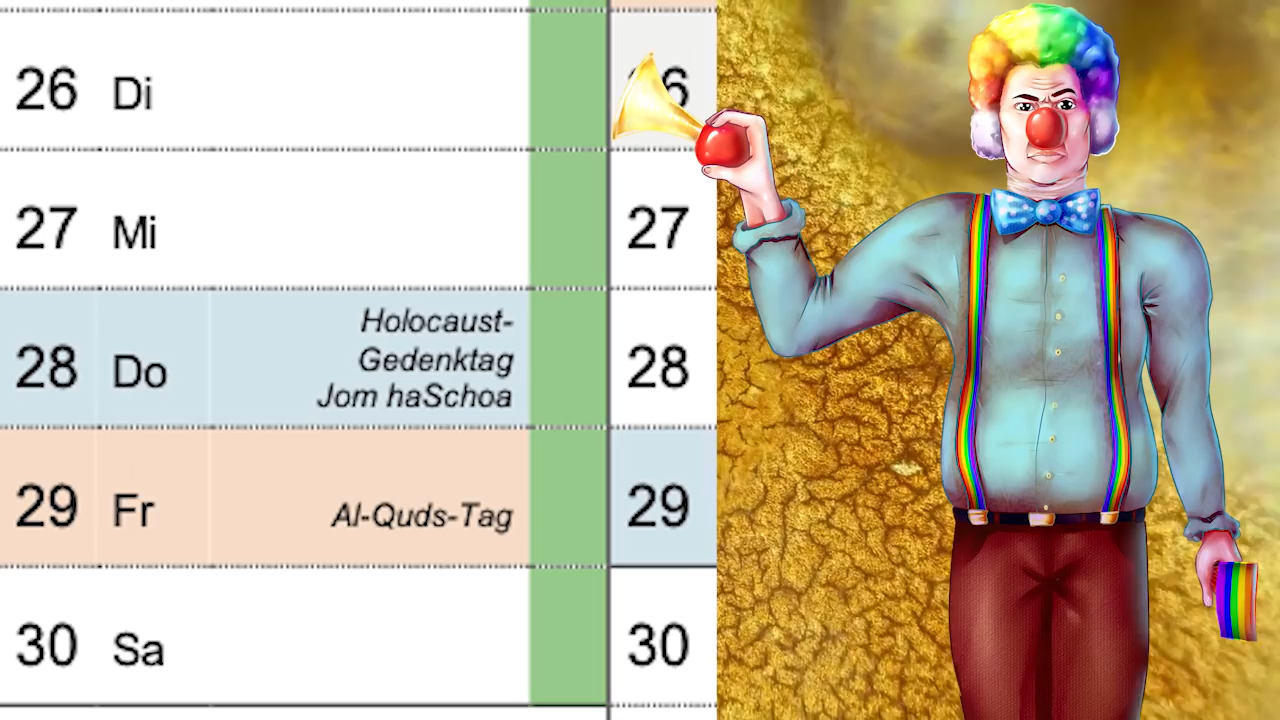 26 Di 6
27 Mi 27
28 Do Holocaust-
Gedenktag
Jom haSchoa 28
29 Fr Al-Quds-Tag 29
30 Sa 30